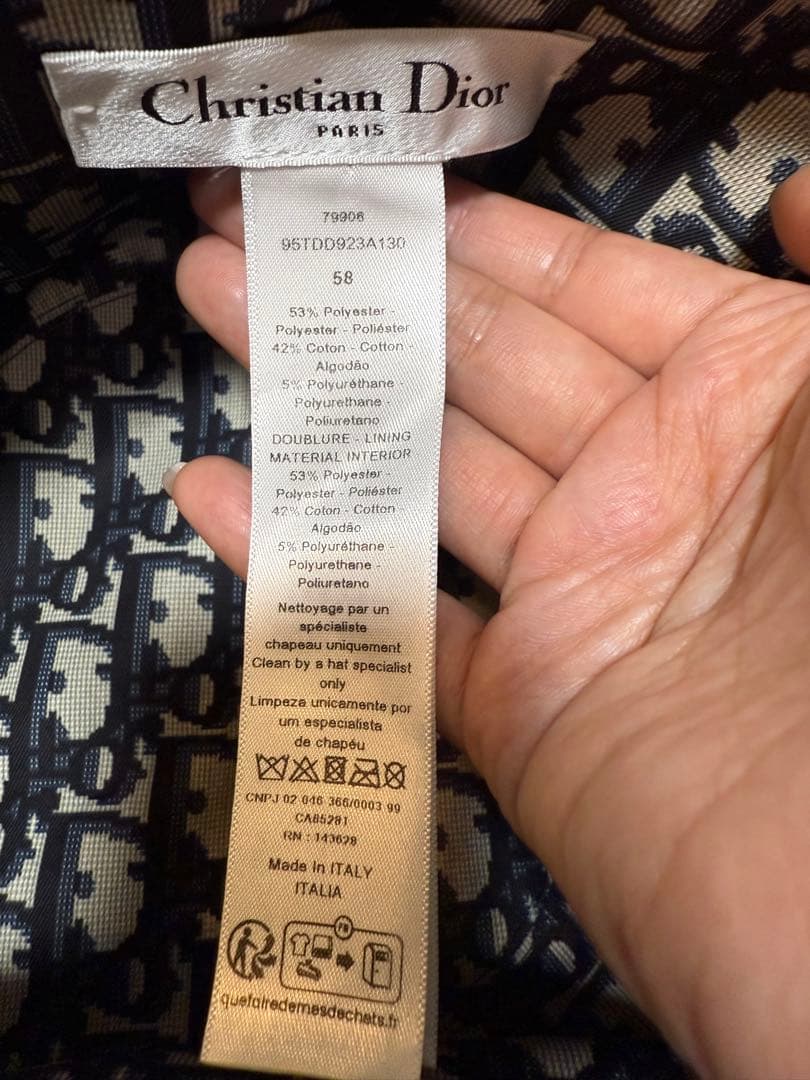 Christian Dior
PARIS
79906
95TDD923A130
58
53% Polyester -
Polyester - Poliéster
42% Coton - Cotton -
Algodão
5% Polyuréthane -
Polyurethane -
Poliuretano
DOUBLURE - LINING
MATERIAL INTERIOR
53% Polyester -
Polyester - Poliéster
42% Coton - Cotton -
Algodão
5% Polyuréthane -
Polyurethane -
Poliuretano
Nettoyage par un
spécialiste
chapeau uniquement
Clean by a hat specialist
only
Limpeza unicamente por
um especialista
de chapéu
CNPJ 02 046 366/0003 99
CA85281
RN : 143629
Made in ITALY
ITALIA
FR
quefairedemesdechets.fr